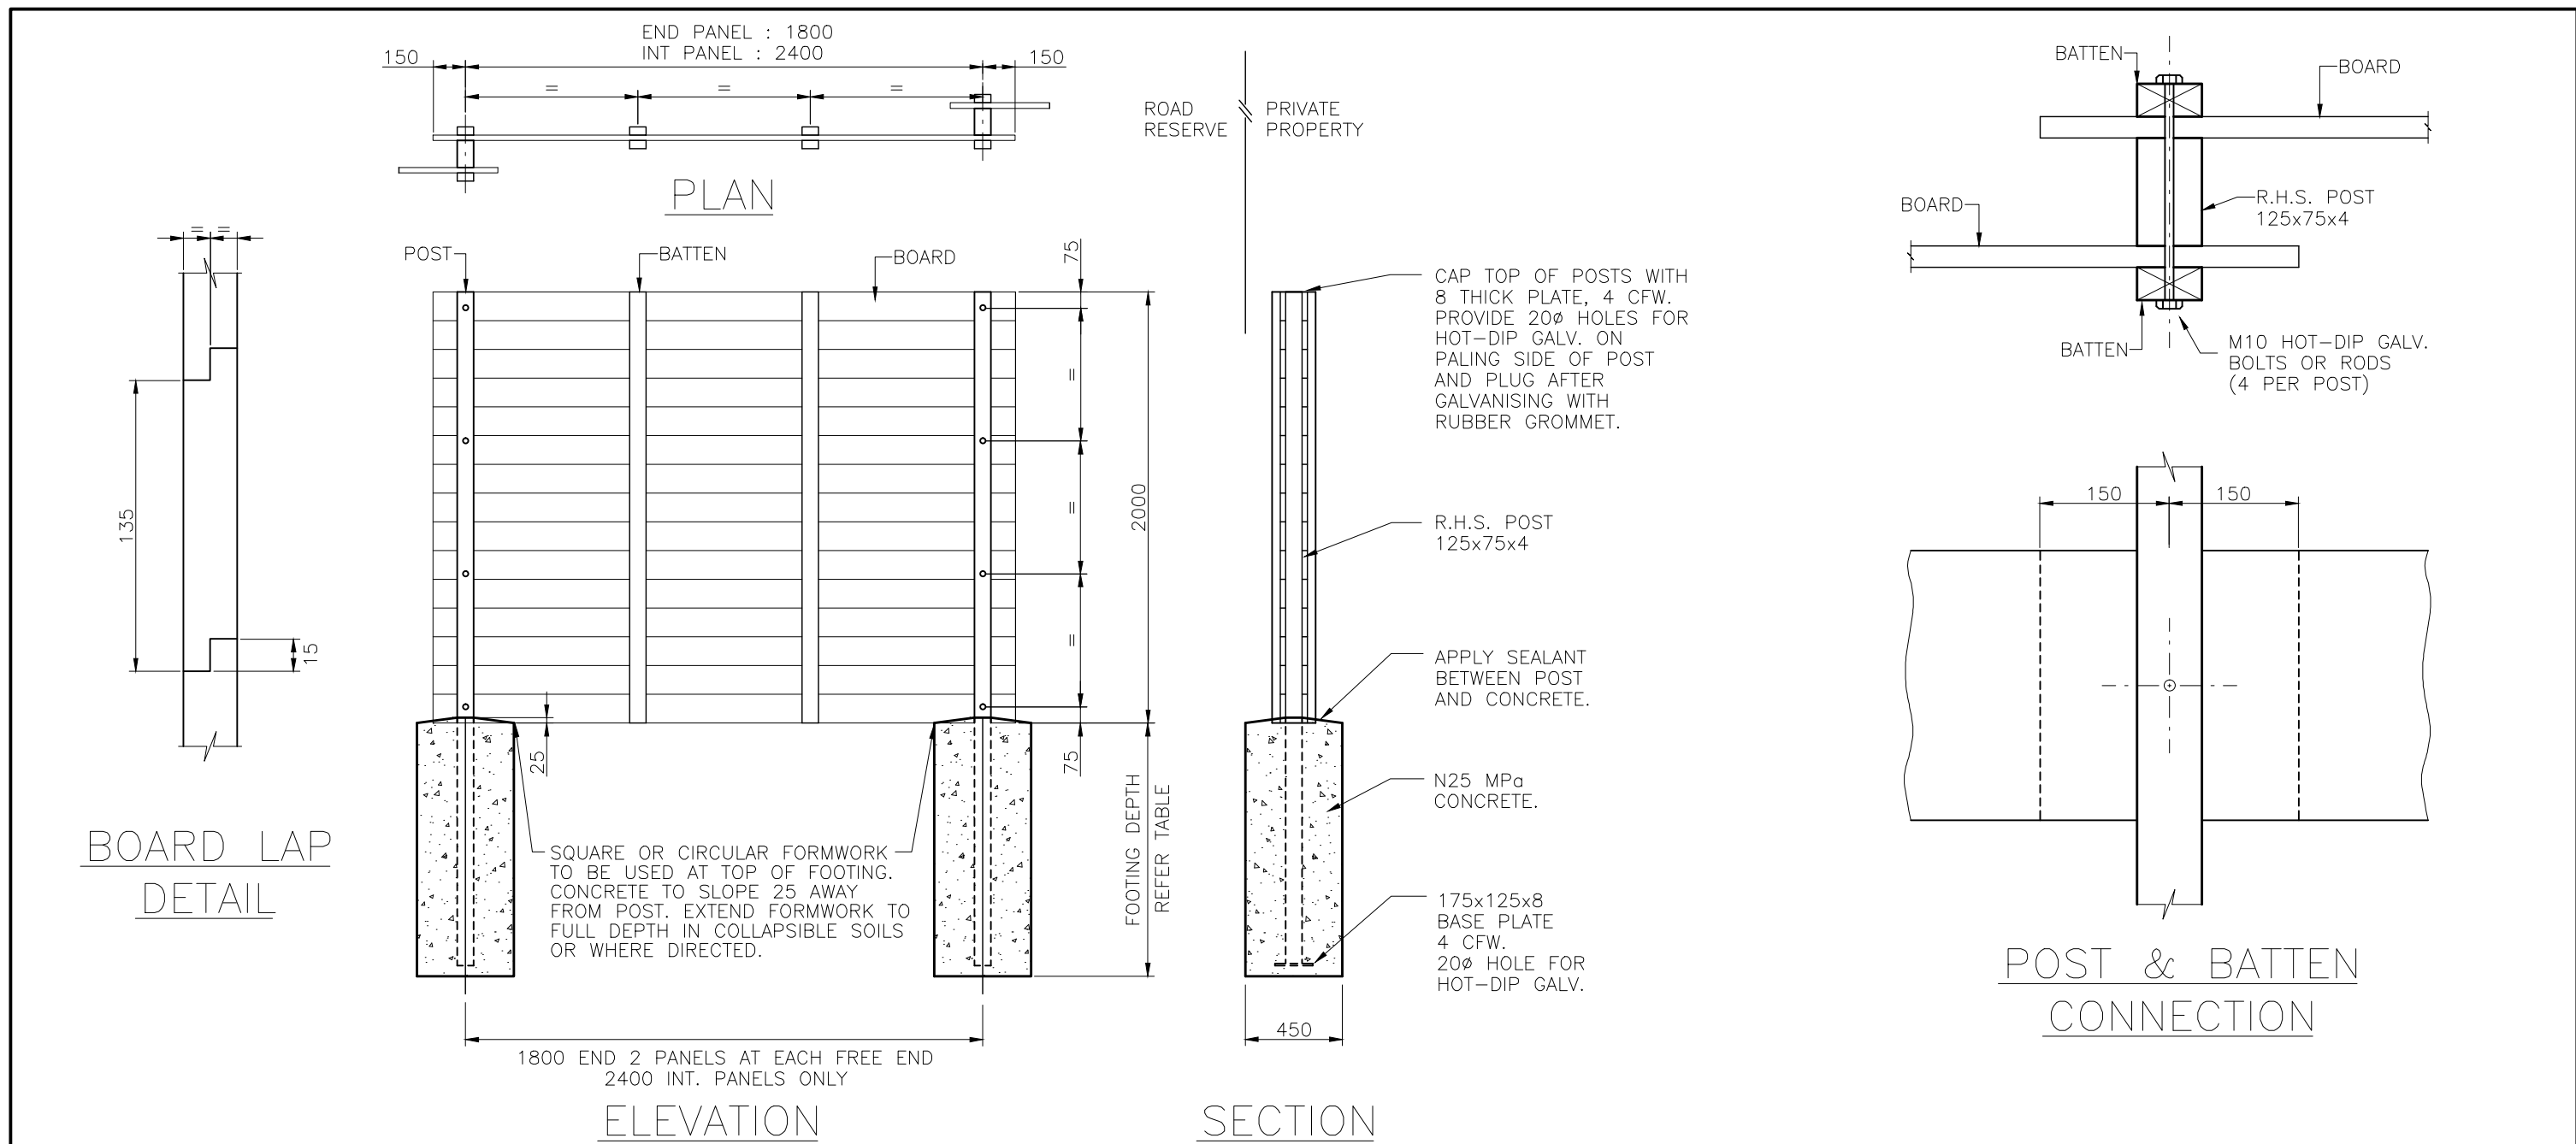 END PANEL : 1800
INT PANEL : 2400
150
150
=
=
=
PLAN
ROAD
RESERVE
PRIVATE
PROPERTY
= =
135
15
BOARD LAP
DETAIL
POST
BATTEN
BOARD
75
=
=
=
2000
75
25
FOOTING DEPTH
REFER TABLE
SQUARE OR CIRCULAR FORMWORK
TO BE USED AT TOP OF FOOTING.
CONCRETE TO SLOPE 25 AWAY
FROM POST. EXTEND FORMWORK TO
FULL DEPTH IN COLLAPSIBLE SOILS
OR WHERE DIRECTED.
1800 END 2 PANELS AT EACH FREE END
2400 INT. PANELS ONLY
ELEVATION
CAP TOP OF POSTS WITH
8 THICK PLATE, 4 CFW.
PROVIDE 20ø HOLES FOR
HOT-DIP GALV. ON
PALING SIDE OF POST
AND PLUG AFTER
GALVANISING WITH
RUBBER GROMMET.
R.H.S. POST
125x75x4
APPLY SEALANT
BETWEEN POST
AND CONCRETE.
N25 MPa
CONCRETE.
175x125x8
BASE PLATE
4 CFW.
20ø HOLE FOR
HOT-DIP GALV.
450
SECTION
BATTEN
BOARD
BOARD
R.H.S. POST
125x75x4
BATTEN
M10 HOT-DIP GALV.
BOLTS OR RODS
(4 PER POST)
150
150
POST & BATTEN
CONNECTION